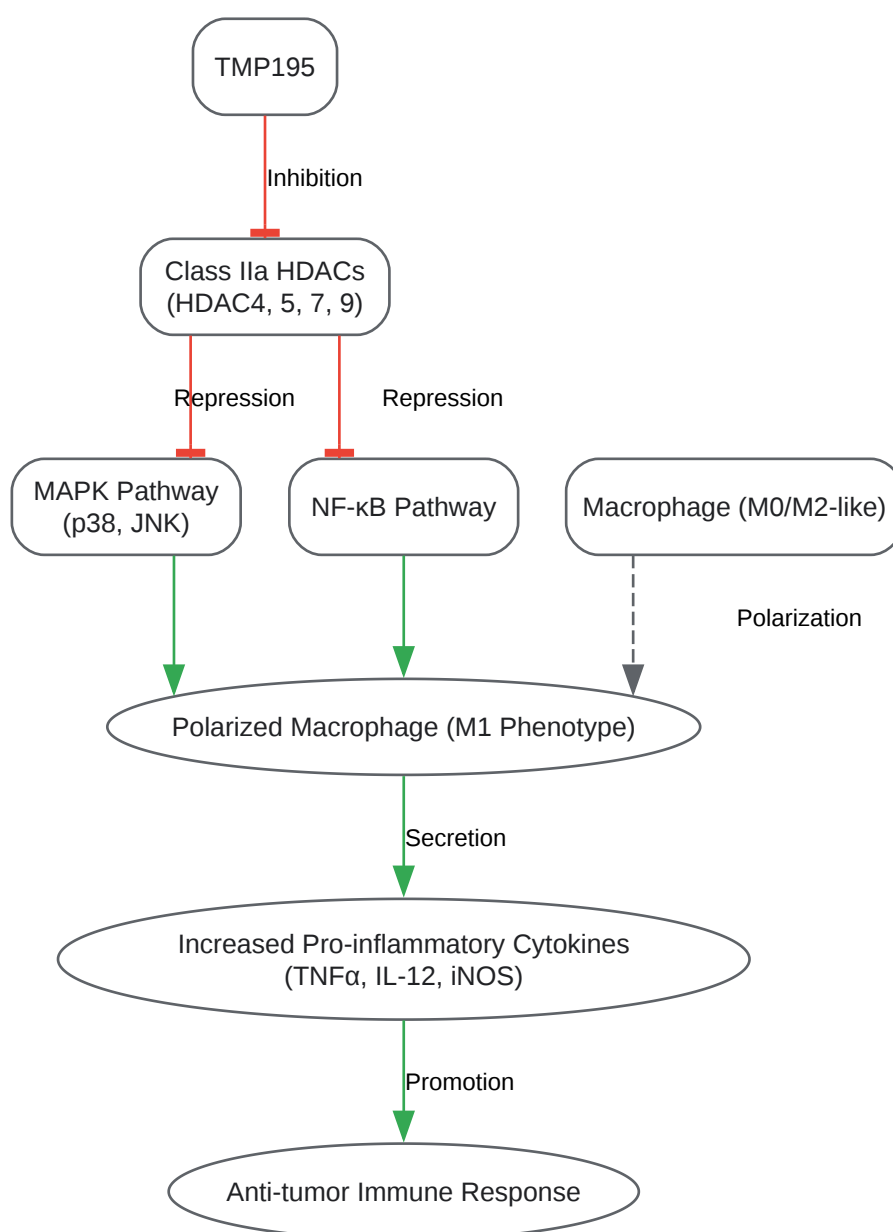 TMP195
Inhibition
Class IIa HDACs
(HDAC4, 5, 7, 9)
Repression
Repression
MAPK Pathway
(p38, JNK)
NF-κB Pathway
Macrophage (M0/M2-like)
Polarization
Polarized Macrophage (M1 Phenotype)
Secretion
Increased Pro-inflammatory Cytokines
(TNFα, IL-12, iNOS)
Promotion
Anti-tumor Immune Response